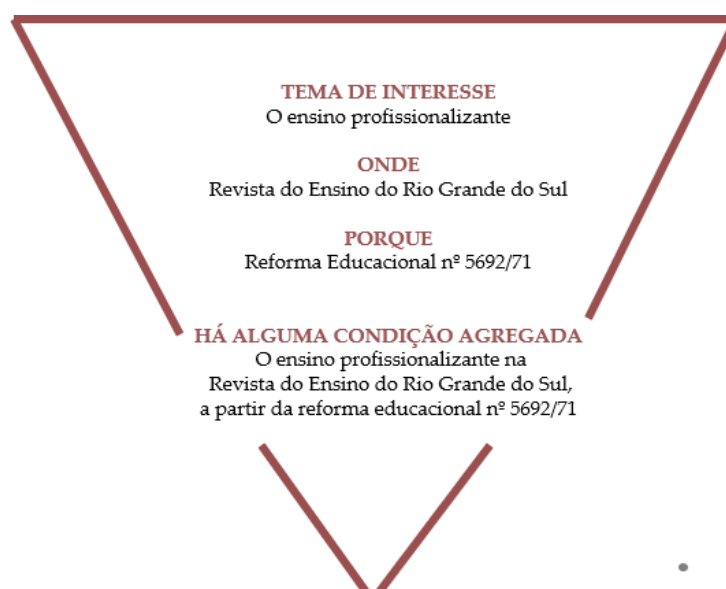 TEMA DE INTERESSE
O ensino profissionalizante
ONDE
Revista do Ensino do Rio Grande do Sul
PORQUE
Reforma Educacional nº 5692/71
HÁ ALGUMA CONDIÇÃO AGREGADA
O ensino profissionalizante na
Revista do Ensino do Rio Grande do Sul,
a partir da reforma educacional nº 5692/71